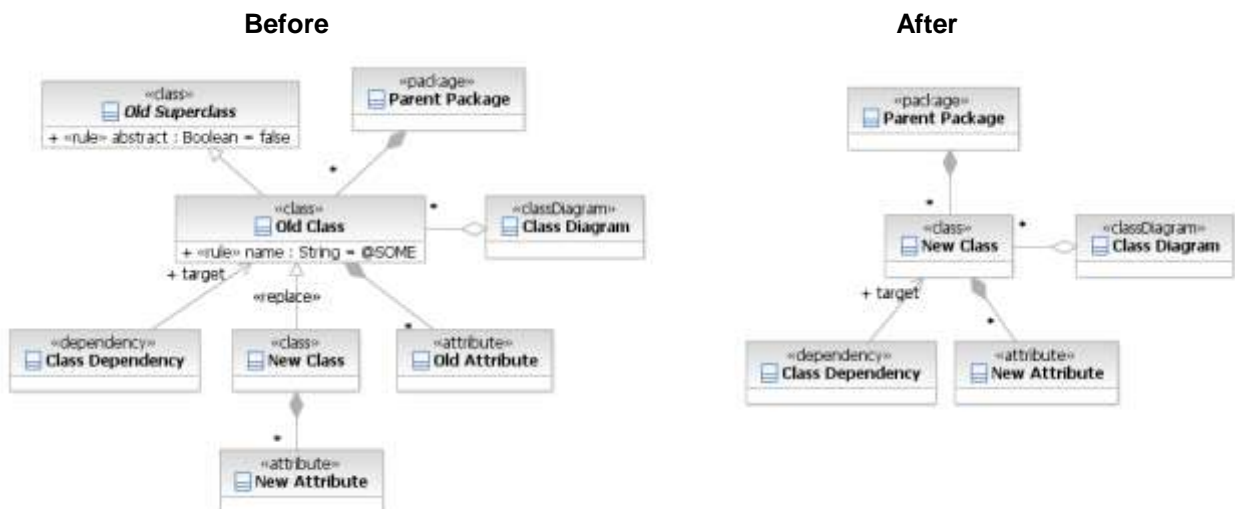 Before
After
«class»
Old Superclass
+ «rule» abstract : Boolean = false
«package»
Parent Package
*
«class»
Old Class
+ «rule» name : String = @SOME
*
«classDiagram»
Class Diagram
+ target
«replace»
*
«dependency»
Class Dependency
«class»
New Class
«attribute»
Old Attribute
*
«attribute»
New Attribute
«package»
Parent Package
*
«class»
New Class
*
«classDiagram»
Class Diagram
+ target
*
«dependency»
Class Dependency
«attribute»
New Attribute